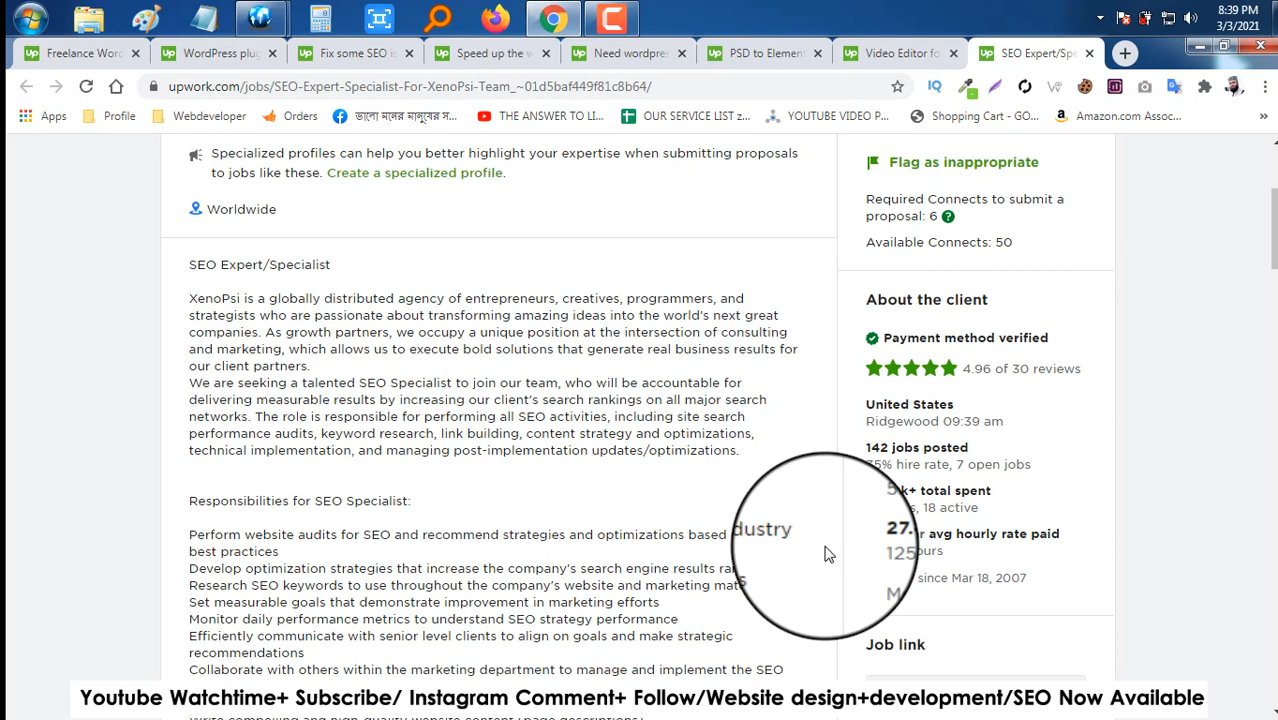 8:39 PM
3/3/2021
Freelance Wor
WordPress plu
Fix some SEO is
Speed up the w
Need wordpres
PSD to Elemen
Video Editor fo
SEO Expert/Spe
upwork.com/jobs/SEO-Expert-Specialist-For-XenoPsi-Team_~01d5baf449f81c8b64/
Apps
Profile
Webdeveloper
Orders
ভালো মনের মানুষের স...
THE ANSWER TO LI...
OUR SERVICE LIST z...
YOUTUBE VIDEO P...
Shopping Cart - GO...
Amazon.com Assoc...
Specialized profiles can help you better highlight your expertise when submitting proposals
to jobs like these. Create a specialized profile.
Worldwide
SEO Expert/Specialist
XenoPsi is a globally distributed agency of entrepreneurs, creatives, programmers, and
strategists who are passionate about transforming amazing ideas into the world's next great
companies. As growth partners, we occupy a unique position at the intersection of consulting
and marketing, which allows us to execute bold solutions that generate real business results for
our client partners.
We are seeking a talented SEO Specialist to join our team, who will be accountable for
delivering measurable results by increasing our client's search rankings on all major search
networks. The role is responsible for performing all SEO activities, including site search
performance audits, keyword research, link building, content strategy and optimizations,
technical implementation, and managing post-implementation updates/optimizations.
Responsibilities for SEO Specialist:
Perform website audits for SEO and recommend strategies and optimizations based
dustry
best practices
Develop optimization strategies that increase the company's search engine results
Research SEO keywords to use throughout the company's website and marketing
Set measurable goals that demonstrate improvement in marketing efforts
Monitor daily performance metrics to understand SEO strategy performance
Efficiently communicate with senior level clients to align on goals and make strategic
recommendations
Collaborate with others within the marketing department to manage and implement the SEO
Flag as inappropriate
Required Connects to submit a
proposal: 6
Available Connects: 50
About the client
Payment method verified
4.96 of 30 reviews
United States
Ridgewood 09:39 am
142 jobs posted
75% hire rate, 7 open jobs
k+ total spent
18 active
27.
avg hourly rate paid
125
since Mar 18, 2007
Job link
Youtube Watchtime+ Subscribe/ Instagram Comment+ Follow/Website design+development/SEO Now Available